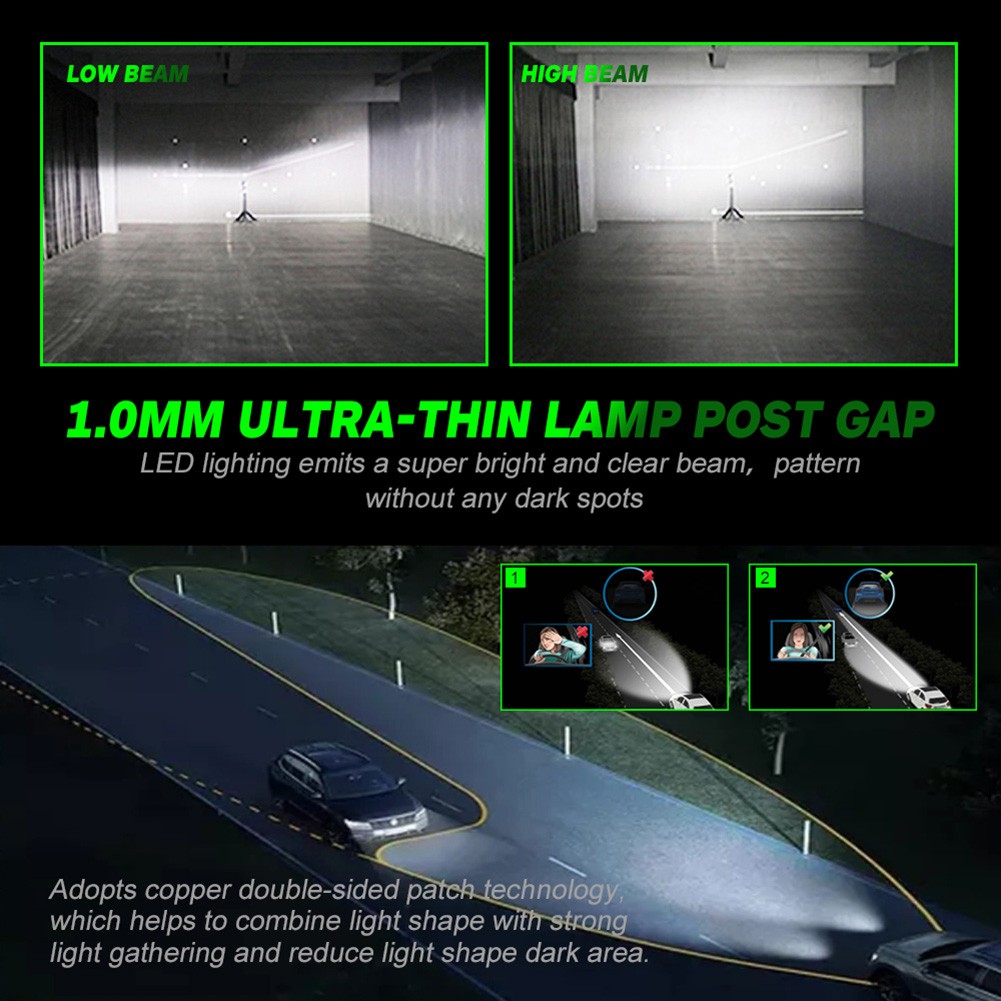 LOW BEAM
HIGH BEAM
1.0MM ULTRA-THIN LAMP POST GAP
LED lighting emits a super bright and clear beam, pattern
without any dark spots
1
2
Adopts copper double-sided patch technology,
which helps to combine light shape with strong
light gathering and reduce light shape dark area.